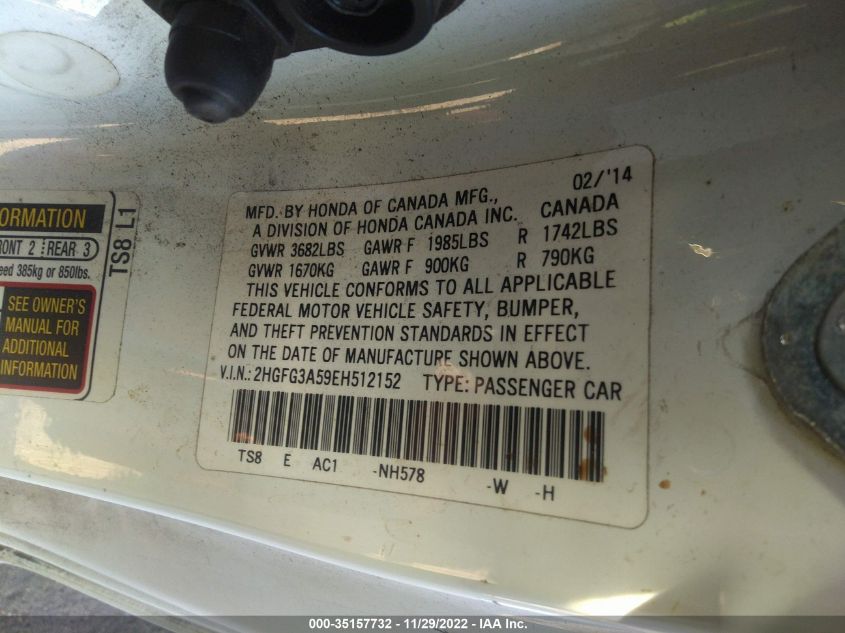 ORMATION
RONT 2 REAR 3
eed 385kg or 850lbs.
SEE OWNER'S
MANUAL FOR
ADDITIONAL
INFORMATION
TS8 L1
02/'14
MFD. BY HONDA OF CANADA MFG.,
A DIVISION OF HONDA CANADA INC. CANADA
GVWR 3682LBS GAWR F 1985LBS R 1742LBS
GVWR 1670KG GAWR F 900KG R 790KG
THIS VEHICLE CONFORMS TO ALL APPLICABLE
FEDERAL MOTOR VEHICLE SAFETY, BUMPER,
AND THEFT PREVENTION STANDARDS IN EFFECT
ON THE DATE OF MANUFACTURE SHOWN ABOVE.
V.I.N.: 2HGFG3A59EH512152 TYPE: PASSENGER CAR
TS8 E AC1 -NH578 -W -H
000-35157732 - 11/29/2022 - IAA Inc.